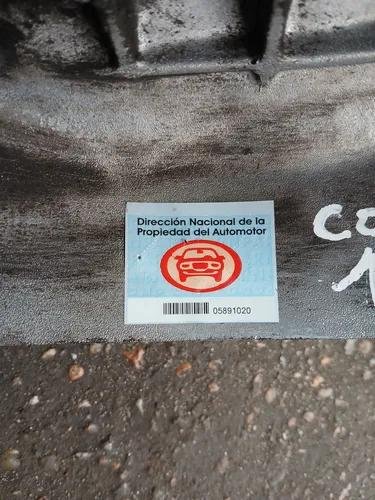 Dirección Nacional de la
Propiedad del Automotor
05891020